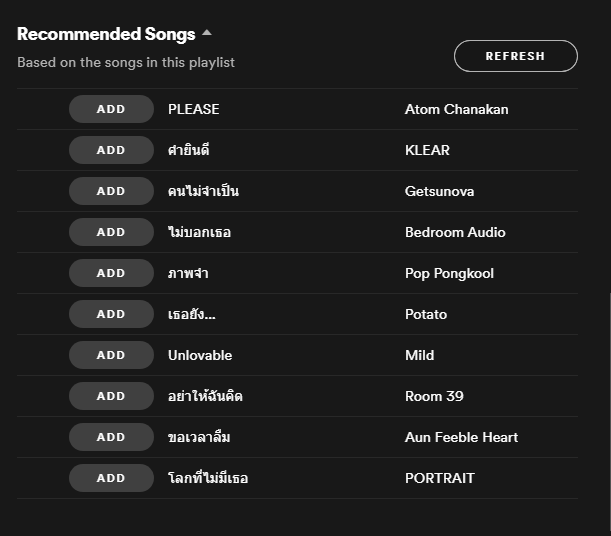 Recommended Songs
Based on the songs in this playlist
REFRESH
ADD PLEASE Atom Chanakan
ADD คำยินดี KLEAR
ADD คนไม่จำเป็น Getsunova
ADD ไม่บอกเธอ Bedroom Audio
ADD ภาพจำ Pop Pongkool
ADD เธอยัง... Potato
ADD Unlovable Mild
ADD อย่าให้ฉันคิด Room 39
ADD ขอเวลาลืม Aun Feeble Heart
ADD โลกที่ไม่มีเธอ PORTRAIT